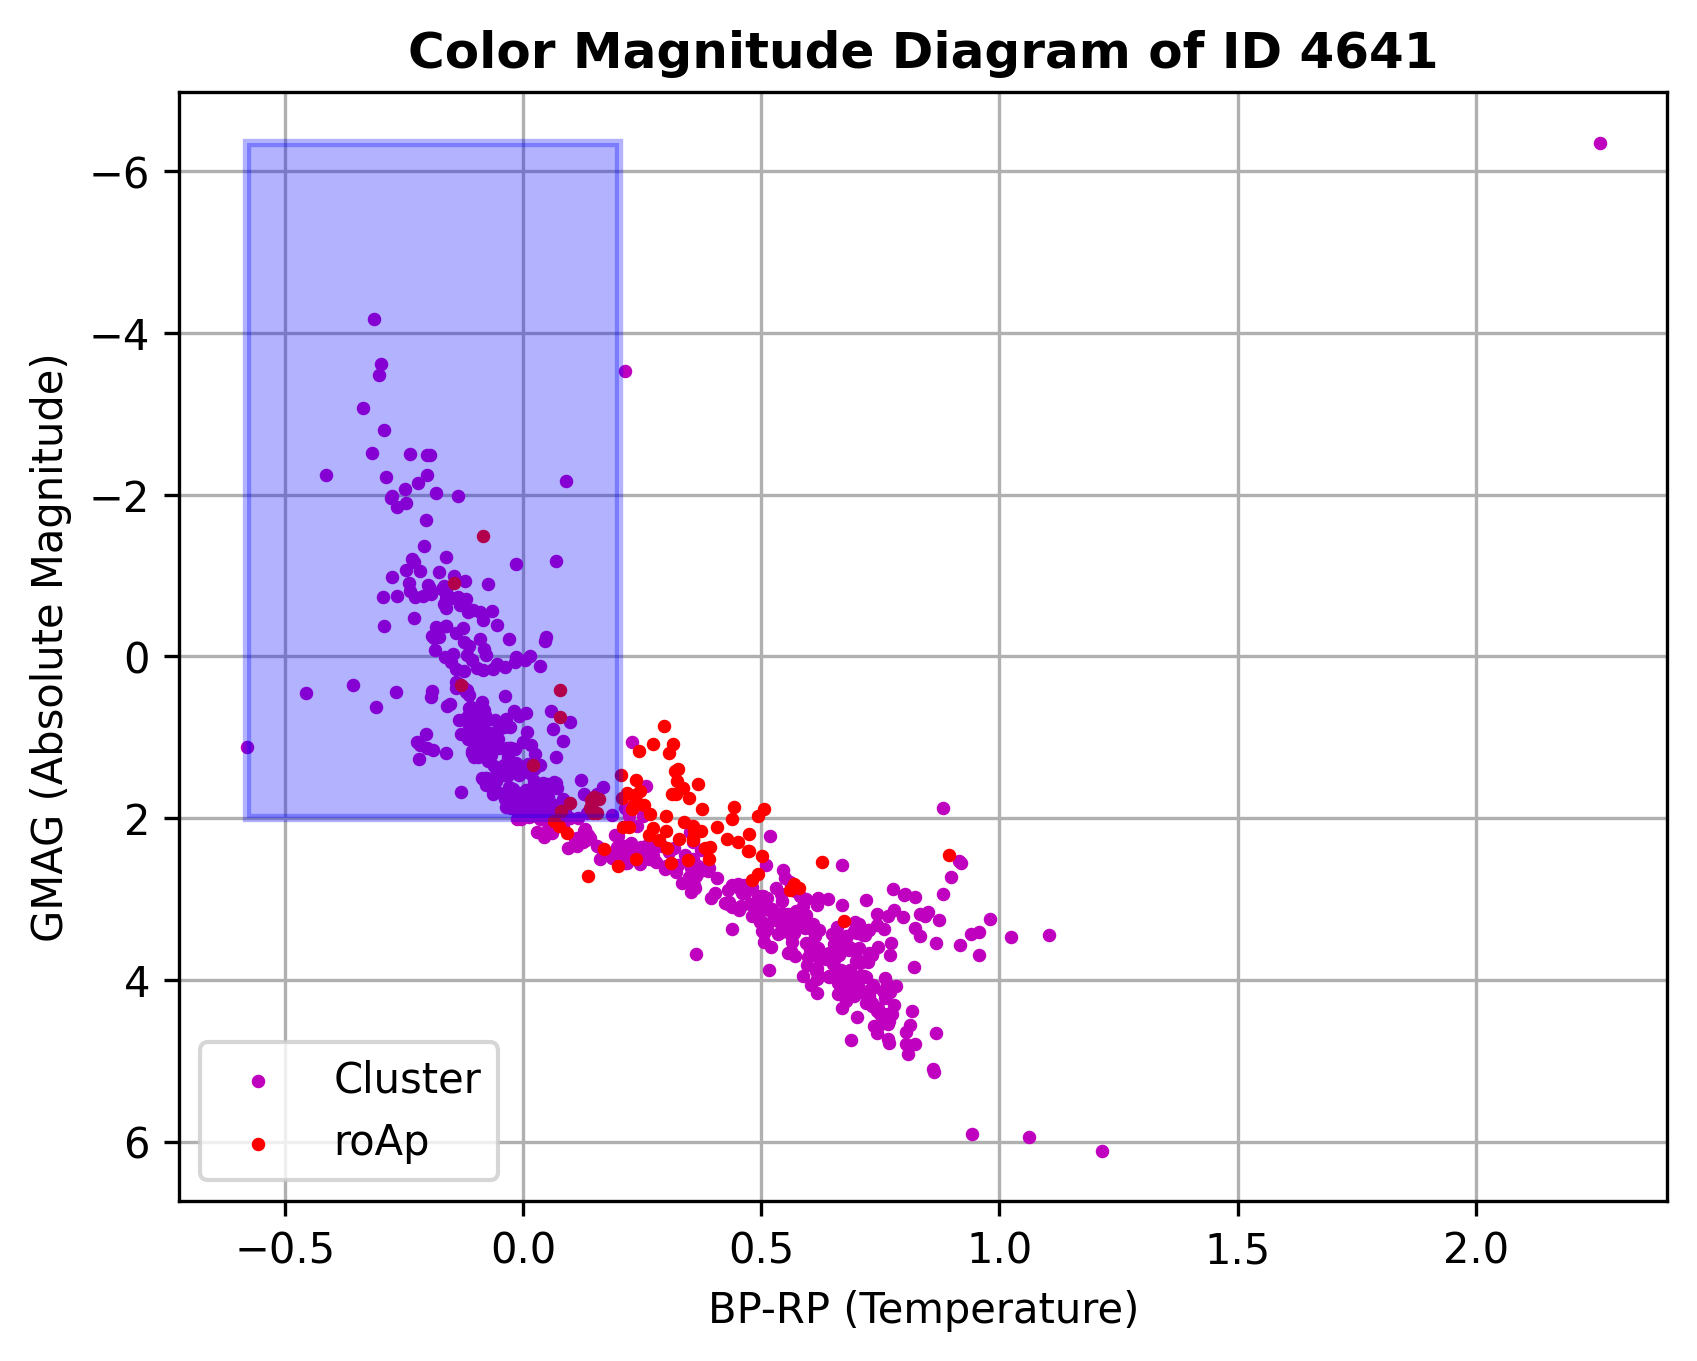 Color Magnitude Diagram of ID 4641
GMAG (Absolute Magnitude)
−6
−4
−2
0
2
4
6
Cluster
roAp
−0.5 0.0 0.5 1.0 1.5 2.0
BP-RP (Temperature)